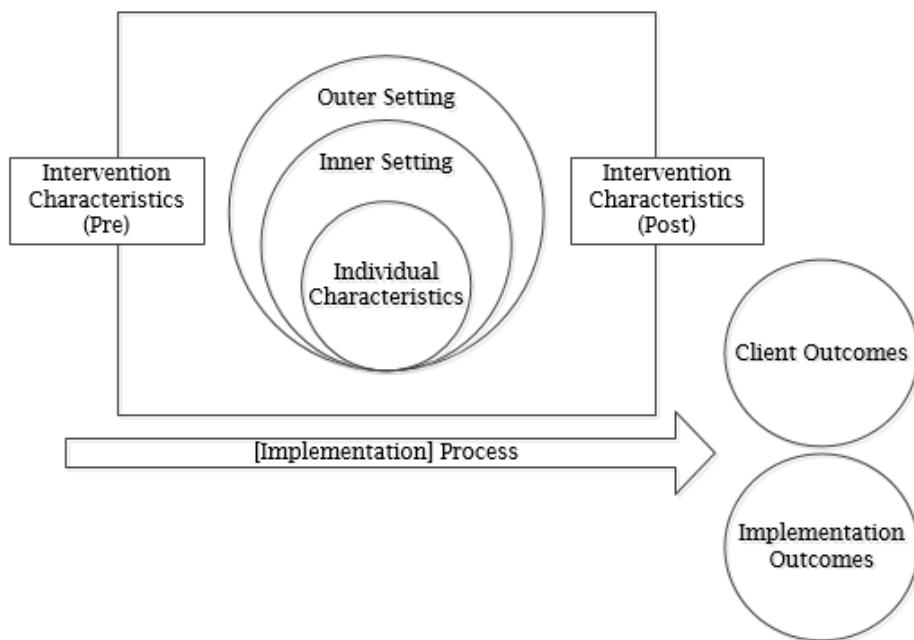 Outer Setting
Inner Setting
Intervention
Characteristics
(Pre)
Intervention
Characteristics
(Post)
Individual
Characteristics
Client Outcomes
[Implementation] Process
Implementation
Outcomes